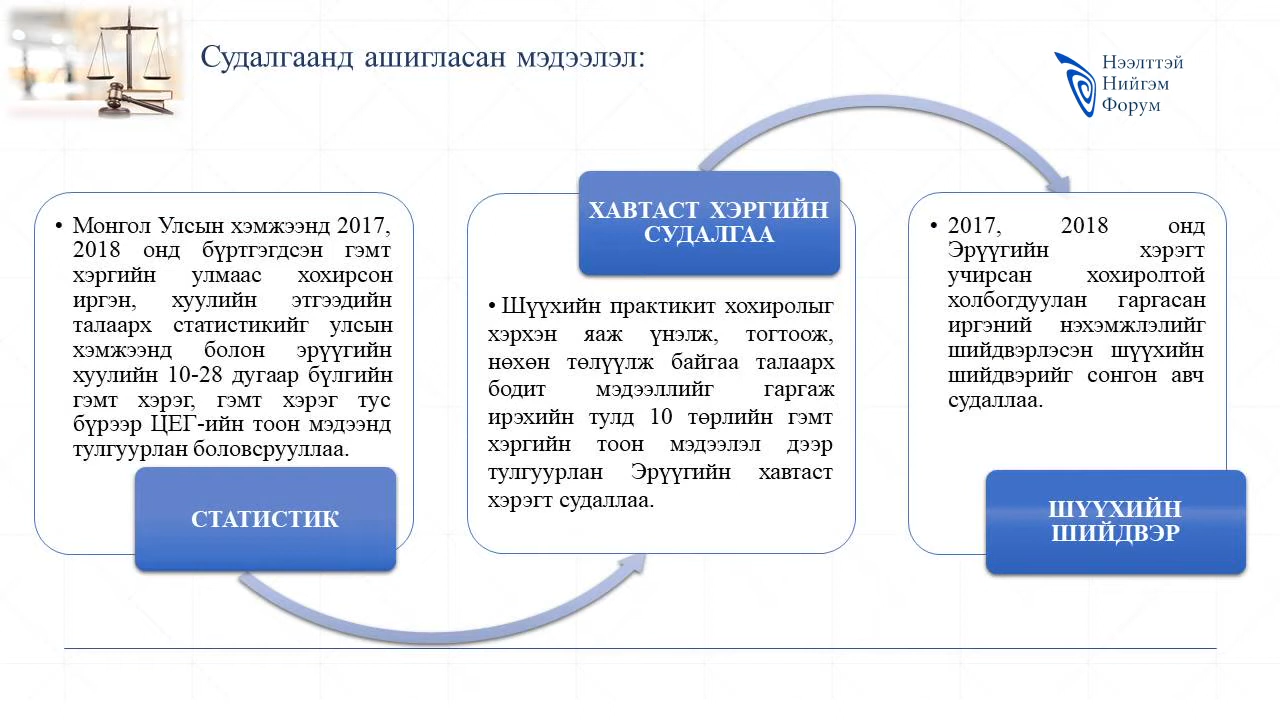 Судалгаанд ашигласан мэдээлэл:
Нээлттэй
Нийгэм
Форум
• Монгол Улсын хэмжээнд 2017,
2018 онд бүртгэгдсэн гэмт
хэргийн улмаас хохирсон
иргэн, хуулийн этгээдийн
талаарх статистикийг улсын
хэмжээнд болон эрүүгийн
хуулийн 10-28 дугаар бүлгийн
гэмт хэрэг, гэмт хэрэг тус
бүрээр ЦЕГ-ийн тоон мэдээнд
тулгуурлан боловсрууллаа.
СТАТИСТИК
ХАВТАСТ ХЭРГИЙН
СУДАЛГАА
• Шүүхийн практикит хохиролыг
хэрхэн яаж үнэлж, тогтоож,
нөхөн төлүүлж байгаа талаарх
бодит мэдээллийг гаргаж
ирэхийн тулд 10 төрлийн гэмт
хэргийн тоон мэдээлэл дээр
тулгуурлан Эрүүгийн хавтаст
хэрэгт судаллаа.
• 2017, 2018 онд
Эрүүгийн хэрэгт
учирсан хохиролтой
холбогдуулан гаргасан
иргэний нэхэмжлэлийг
шийдвэрлэсэн шүүхийн
шийдвэрийг сонгон авч
судаллаа.
ШҮҮХИЙН
ШИЙДВЭР